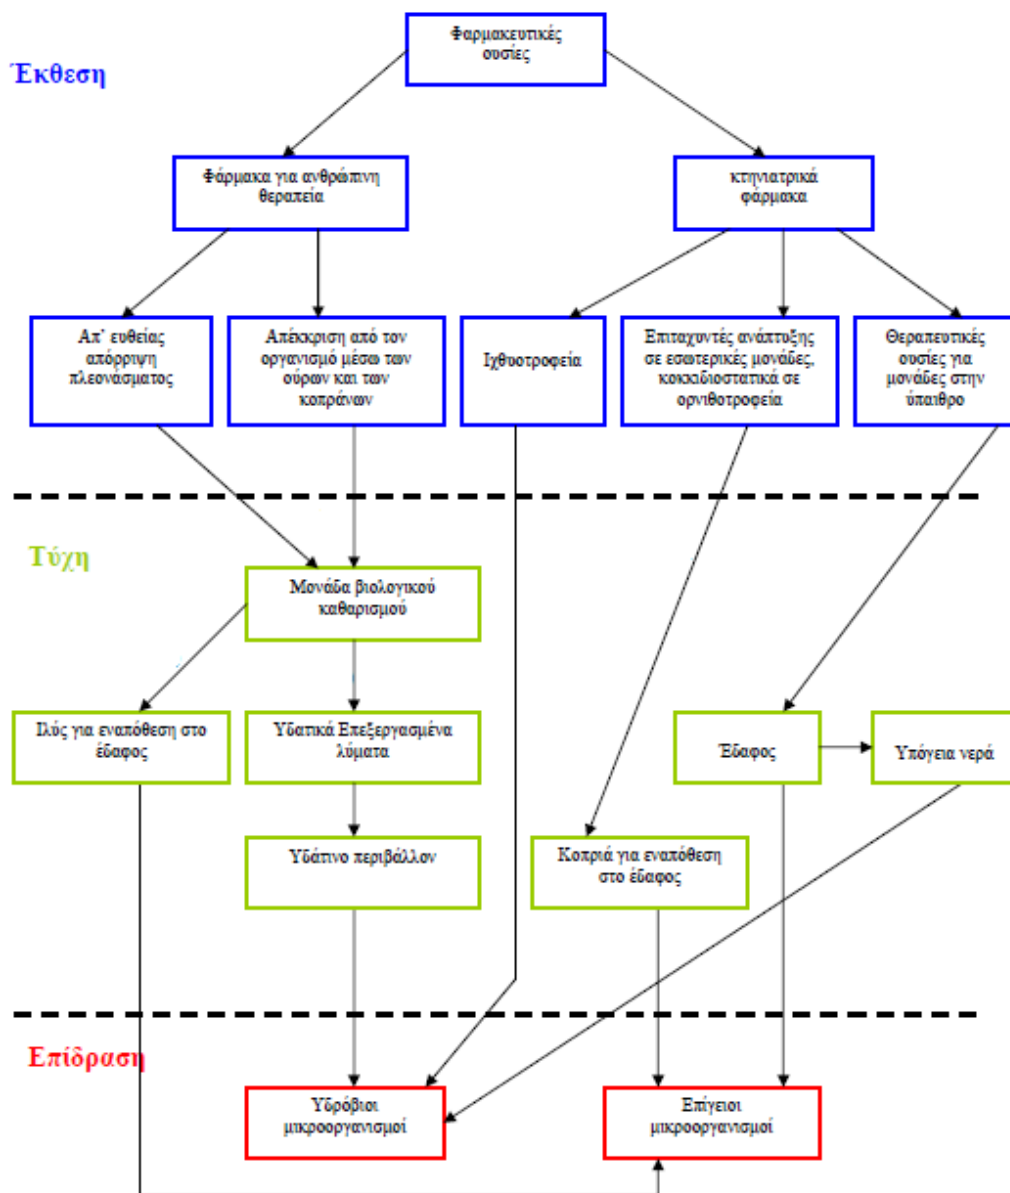 Φαρμακευτικές
ουσίες
Έκθεση
Φάρμακα για ανθρώπινη
θεραπεία
κτηνιατρικά
φάρμακα
Απ' ευθείας
απόρριψη
πλεονάσματος
Απέκκριση από τον
οργανισμό μέσω των
ούρων και των
κοπράνων
Ιχθυοτροφεία
Επιταχυντές ανάπτυξης
σε εσωτερικές μονάδες,
κοκκιδιοστατικά σε
ορνιθοτροφεία
Θεραπευτικές
ουσίες για
μονάδες στην
ύπαιθρο
Τύχη
Μονάδα βιολογικού
καθαρισμού
Ιλύς για εναπόθεση στο
έδαφος
Υδατικά Επεξεργασμένα
λύματα
Έδαφος
Υπόγεια νερά
Υδάτινο περιβάλλον
Κοπριά για εναπόθεση
στο έδαφος
Επίδραση
Υδρόβιοι
μικροοργανισμοί
Επίγειοι
μικροοργανισμοί